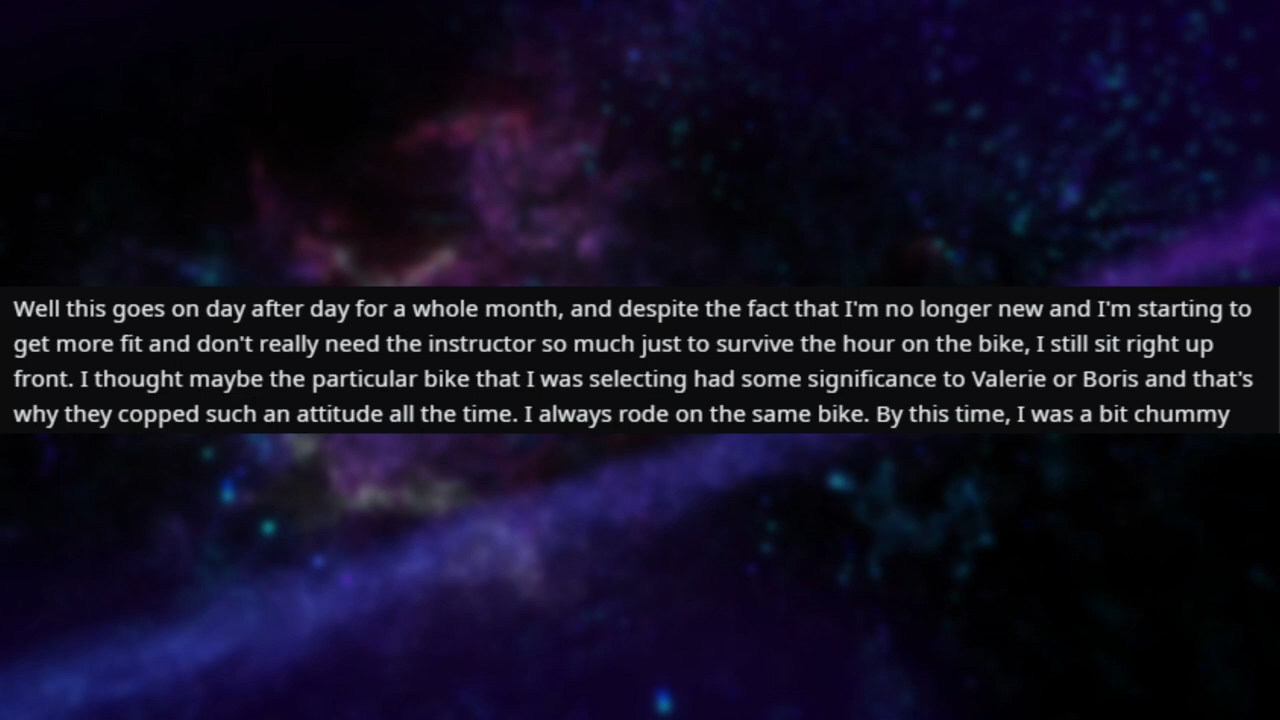 Well this goes on day after day for a whole month, and despite the fact that I'm no longer new and I'm starting to
get more fit and don't really need the instructor so much just to survive the hour on the bike, I still sit right up
front. I thought maybe the particular bike that I was selecting had some significance to Valerie or Boris and that's
why they copped such an attitude all the time. I always rode on the same bike. By this time, I was a bit chummy